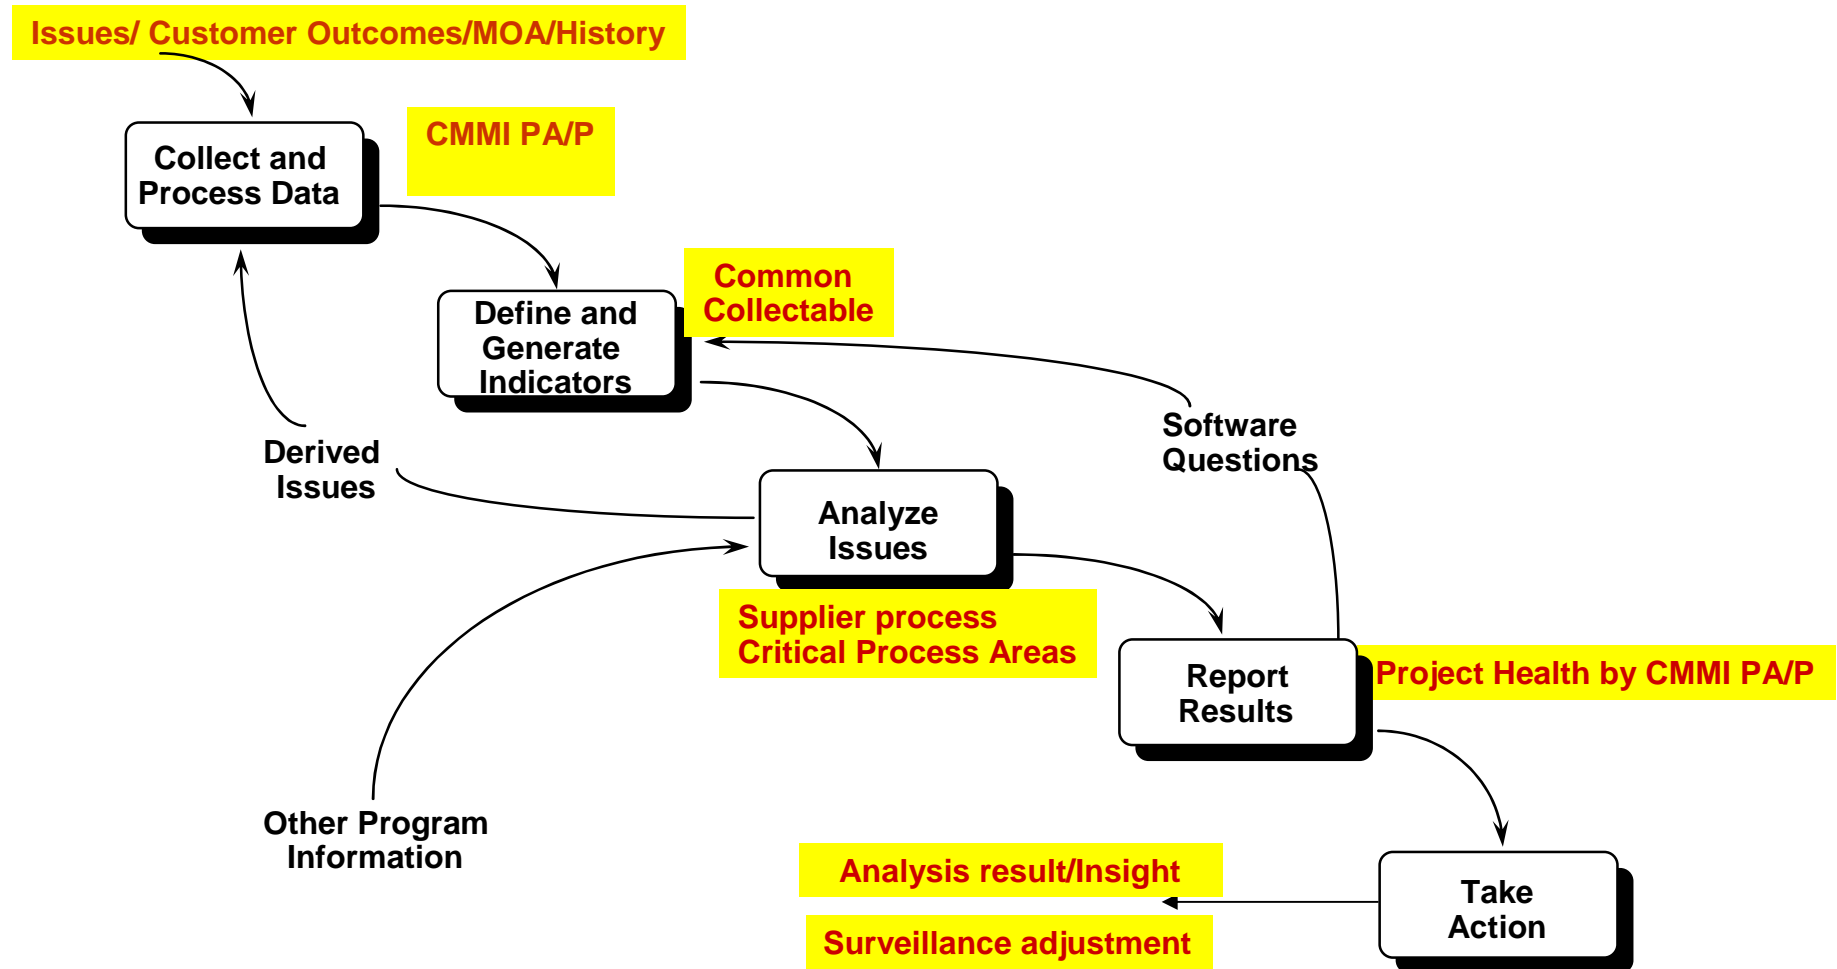 Issues/ Customer Outcomes/MOA/History
CMMI PA/P
Collect and
Process Data
Common
Collectable
Define and
Generate
Indicators
Software
Questions
Derived
Issues
Analyze
Issues
Supplier process
Critical Process Areas
Report
Results
Project Health by CMMI PA/P
Other Program
Information
Analysis result/Insight
Surveillance adjustment
Take
Action